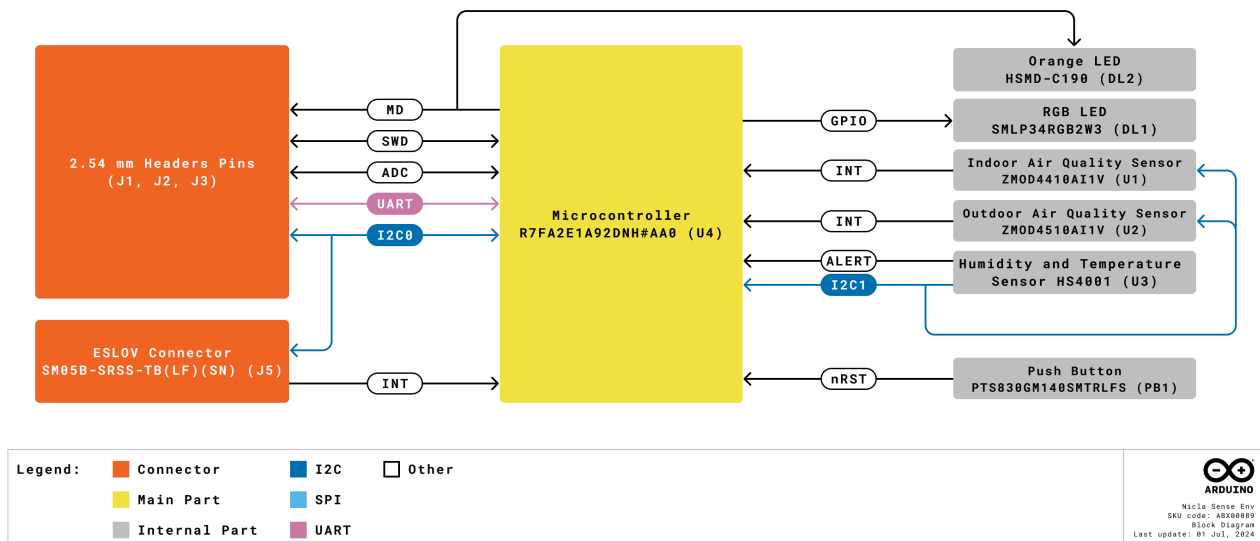 Orange LED
HSMD-C190 (DL2)
MD
RGB LED
SMLP34RGB2W3 (DL1)
GPIO
SWD
2.54 mm Headers Pins
(J1, J2, J3)
ADC
INT
Indoor Air Quality Sensor
ZMOD4410AI1V (U1)
UART
Microcontroller
R7FA2E1A92DNH#AA0 (U4)
INT
Outdoor Air Quality Sensor
ZMOD4510AI1V (U2)
I2C0
ALERT
Humidity and Temperature
Sensor HS4001 (U3)
I2C1
ESLOV Connector
SM05B-SRSS-TB(LF)(SN) (J5)
INT
nRST
Push Button
PTS830GM140SMTRLFS (PB1)
Legend:
Connector
I2C
Other
Main Part
SPI
Internal Part
UART
ARDUINO
Nicla Sense Env
SKU code: ABX00089
Block Diagram
Last update: 01 Jul, 2024